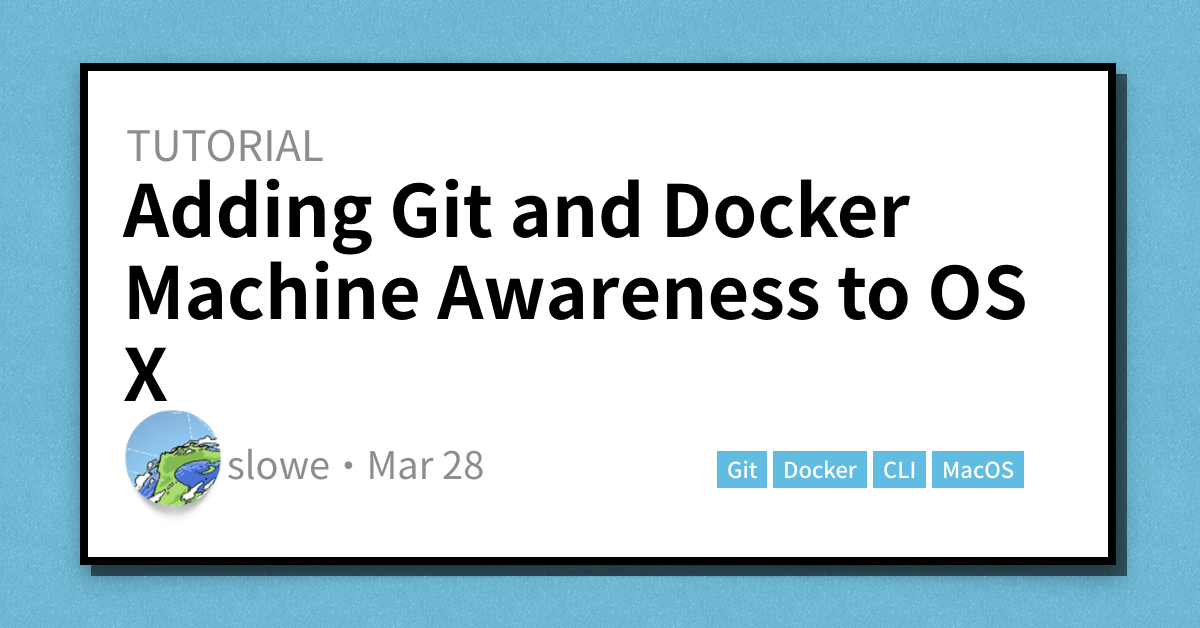 TUTORIAL
Adding Git and Docker
Machine Awareness to OS
X
slowe • Mar 28
Git Docker CLI MacOS